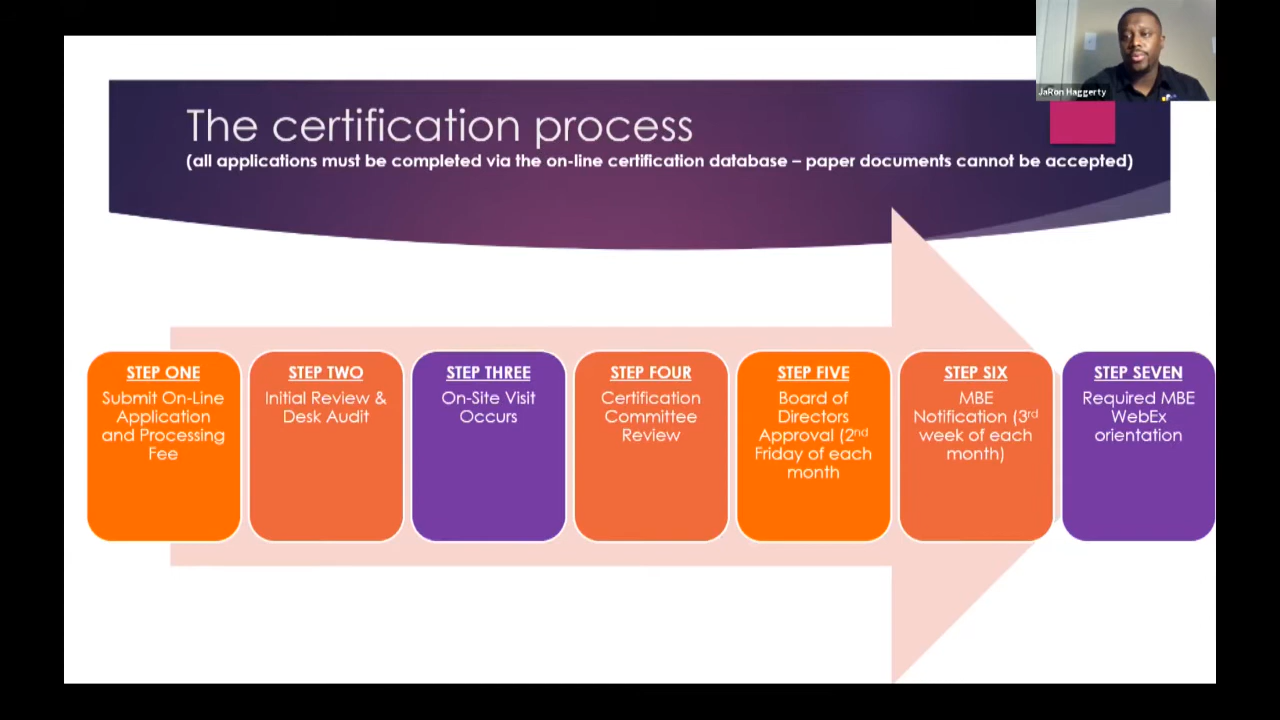 JaRon Haggerty
The certification process
(all applications must be completed via the on-line certification database – paper documents cannot be accepted)
STEP ONE
Submit On-Line
Application
and Processing
Fee
STEP TWO
Initial Review &
Desk Audit
STEP THREE
On-Site Visit
Occurs
STEP FOUR
Certification
Committee
Review
STEP FIVE
Board of
Directors
Approval (2nd
Friday of each
month
STEP SIX
MBE
Notification (3rd
week of each
month)
STEP SEVEN
Required MBE
WebEx
orientation